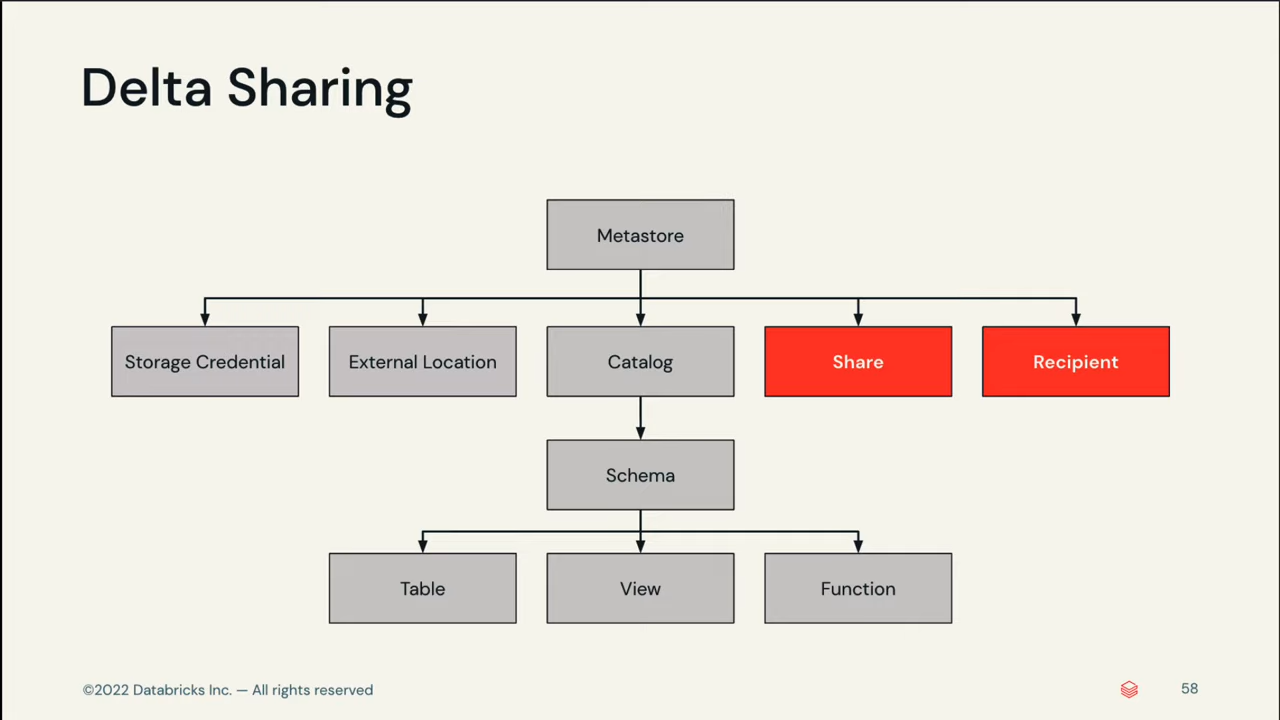 Delta Sharing
Metastore
Storage Credential
External Location
Catalog
Share
Recipient
Schema
Table
View
Function
©2022 Databricks Inc. — All rights reserved
58